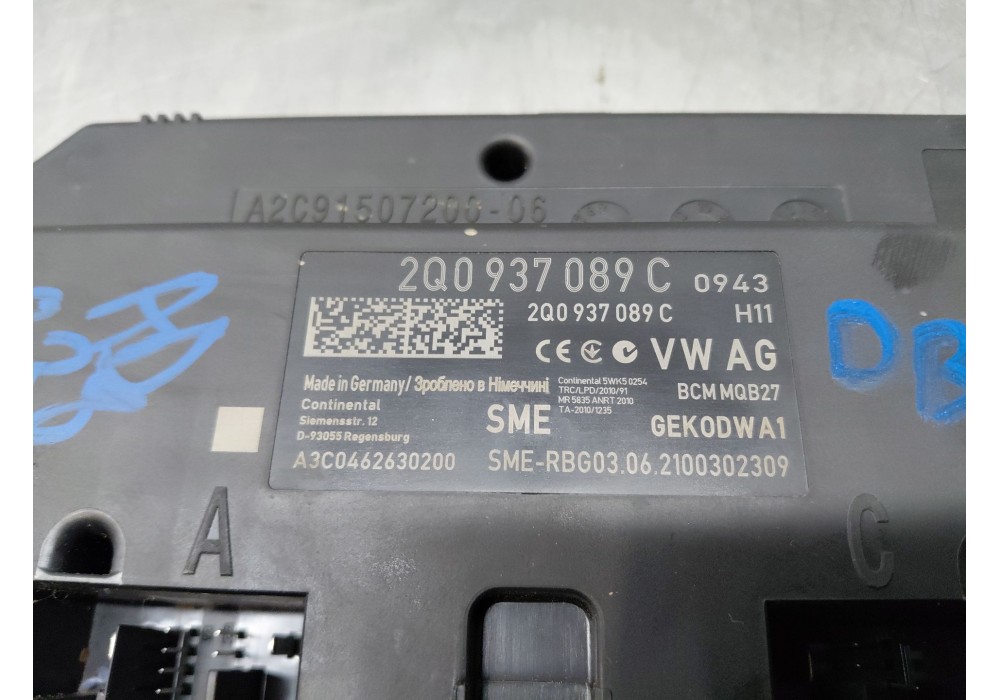 A2C91507200-06
2Q0 937 089 C 0943
2Q0 937 089 C H11
CE VW AG
Made in Germany/ Зроблено в Німеччині
Continental 5WK5 0254
TRC/LPD/2010/91
MR 5835 ANRT 2010
TA-2010/1235
BCM MQB27
Continental
Siemensstr. 12
D-93055 Regensburg
SME
GEKODWA1
A3C0462630200 SME-RBG03.06.2100302309
DB
A
C